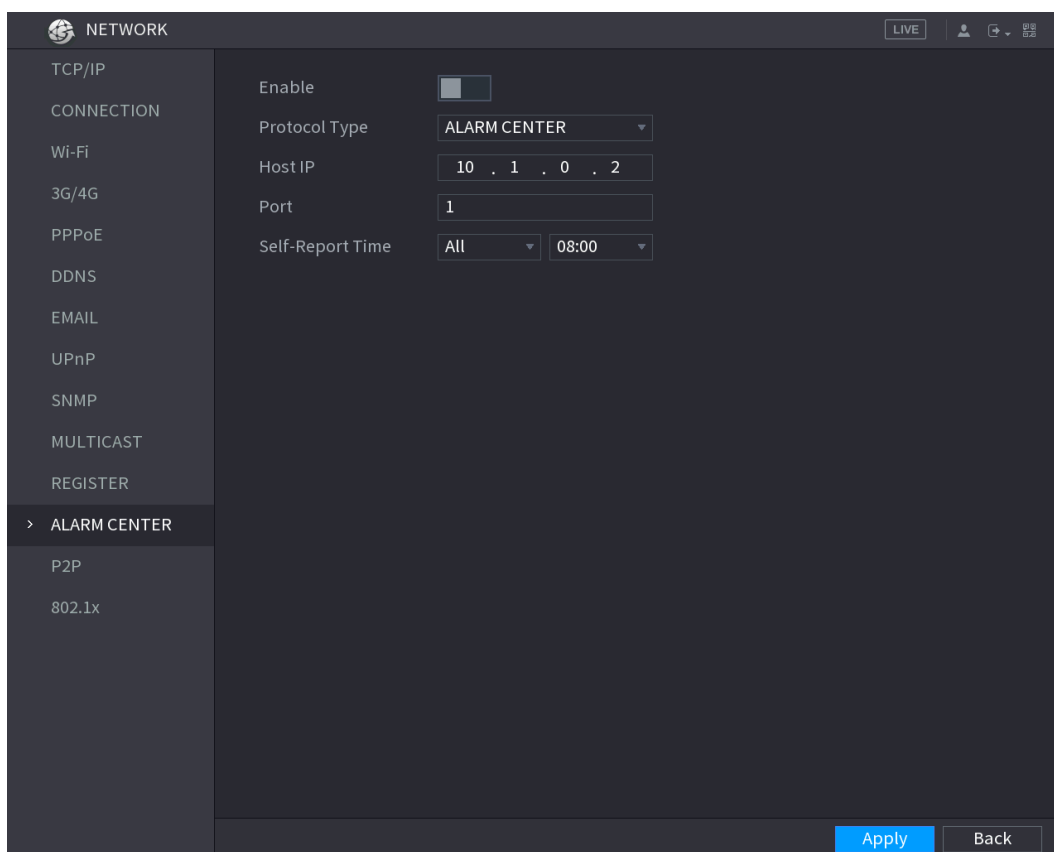 NETWORK
LIVE
TCP/IP
CONNECTION
Wi-Fi
3G/4G
PPPoE
DDNS
EMAIL
UPnP
SNMP
MULTICAST
REGISTER
> ALARM CENTER
P2P
802.1x
Enable
Protocol Type ALARM CENTER
Host IP 10 . 1 . 0 . 2
Port 1
Self-Report Time All 08:00
Apply Back